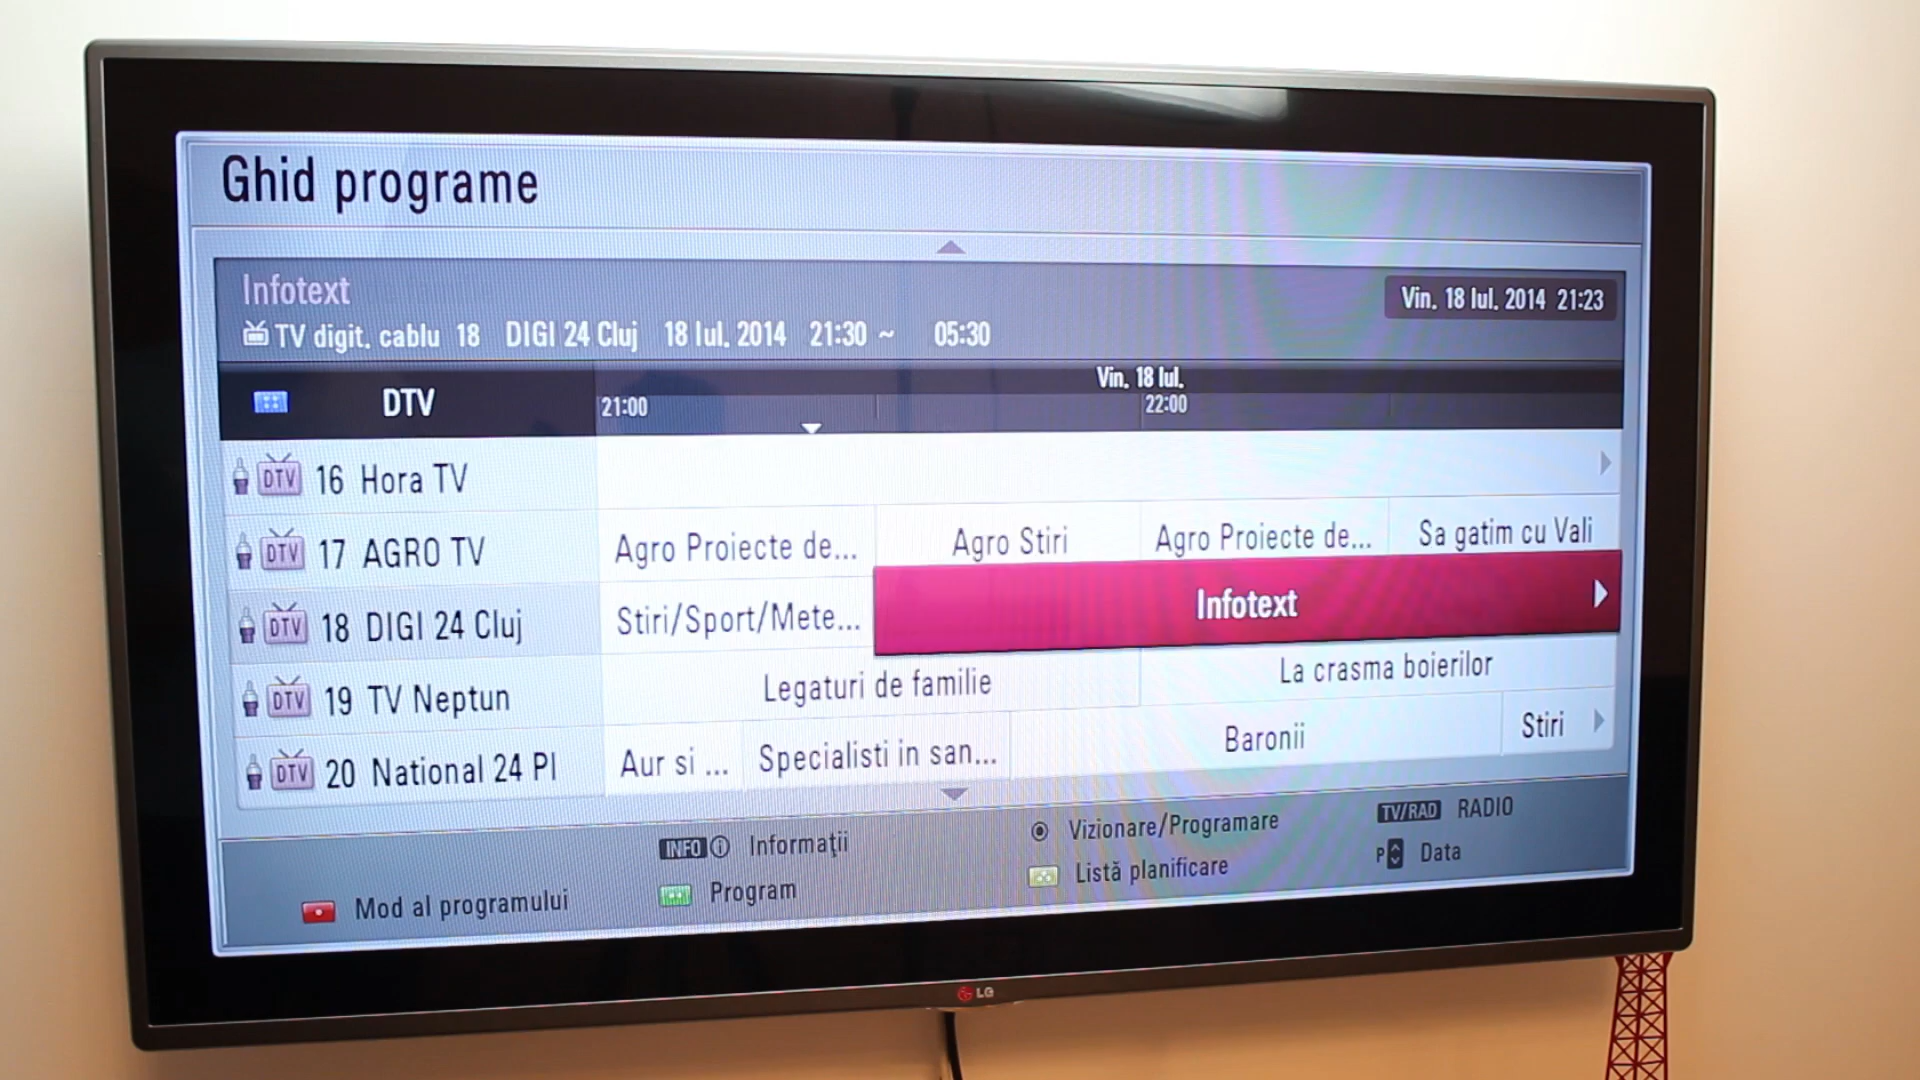 Ghid programe
Infotext
Vin. 18 Iul. 2014 21:23
TV digit. cablu 18 DIGI 24 Cluj 18 Iul. 2014 21:30 ~ 05:30
DTV
Vin. 18 Iul.
21:00 22:00
DTV 16 Hora TV
DTV 17 AGRO TV Agro Proiecte de... Agro Stiri Agro Proiecte de... Sa gatim cu Vali
DTV 18 DIGI 24 Cluj Stiri/Sport/Mete... Infotext
DTV 19 TV Neptun Legaturi de familie La crasma boierilor
DTV 20 National 24 Pl Aur si ... Specialisti in san... Baronii Stiri
INFO i Informaţii Vizionare/Programare TV/RAD RADIO
Mod al programului Program Listă planificare P Data
LG